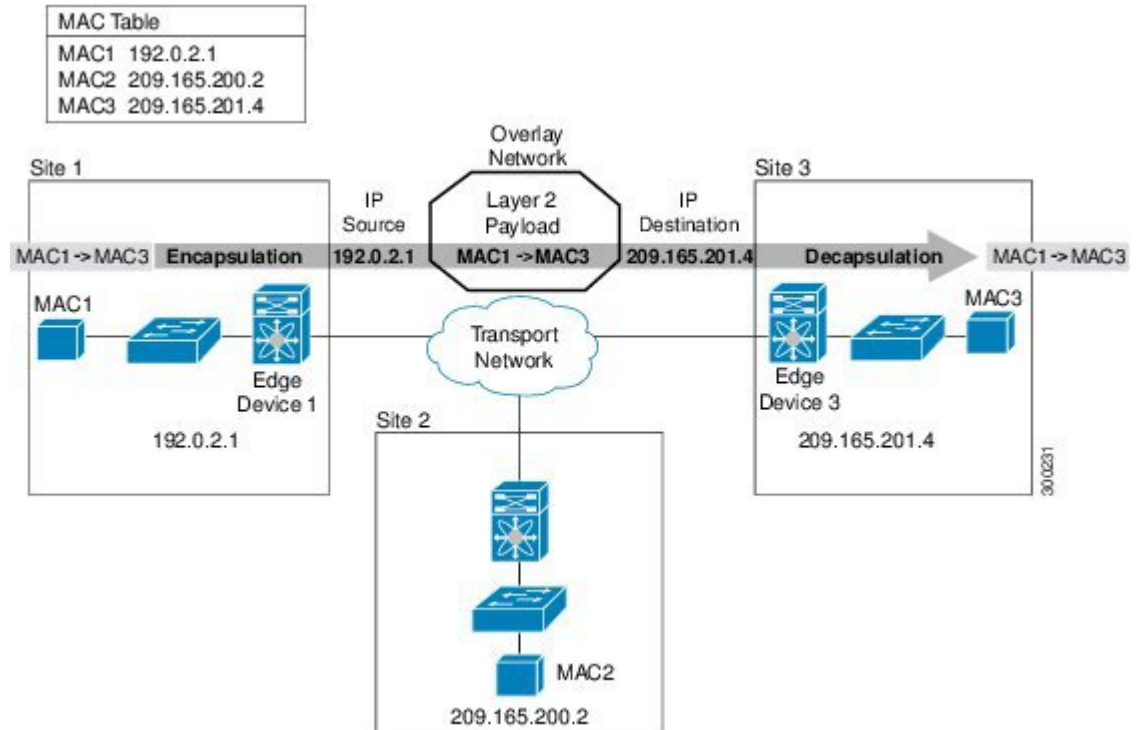 MAC Table
MAC1 192.0.2.1
MAC2 209.165.200.2
MAC3 209.165.201.4
Overlay
Network
Site 1
Site 3
IP
Source
Layer 2
Payload
IP
Destination
MAC1->MAC3
Encapsulation
192.0.2.1
MAC1->MAC3
209.165.201.4
Decapsulation
MAC1->MAC3
MAC1
MAC3
Transport
Network
Edge
Device 1
Edge
Device 3
192.0.2.1
209.165.201.4
300231
Site 2
MAC2
209.165.200.2